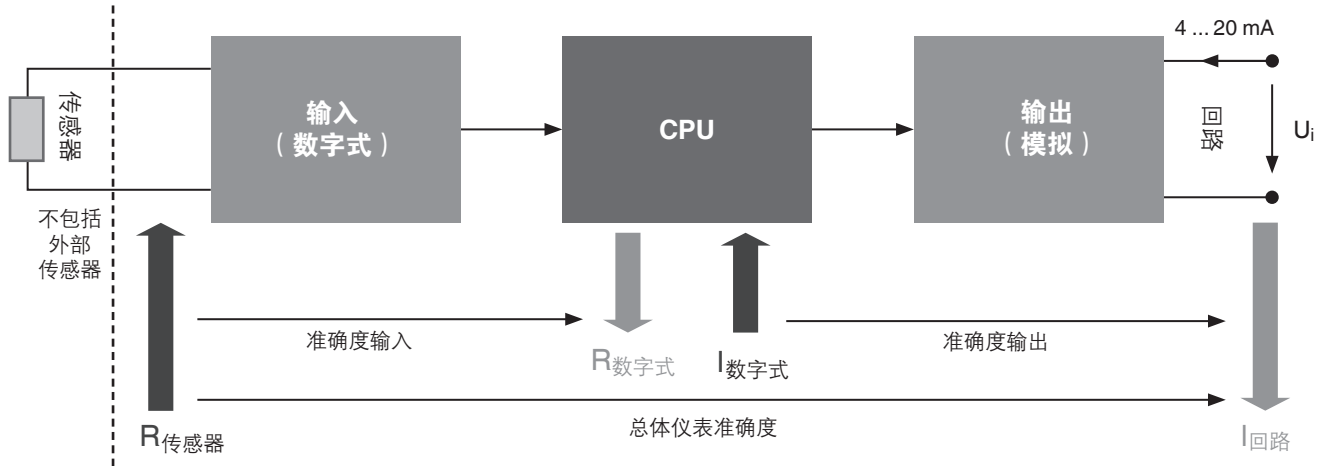 4 ... 20 mA
传感器
输入
（数字式）
CPU
输出
（模拟）
回路
Ui
不包括
外部
传感器
准确度输入
R数字式
I数字式
准确度输出
R传感器
总体仪表准确度
I回路